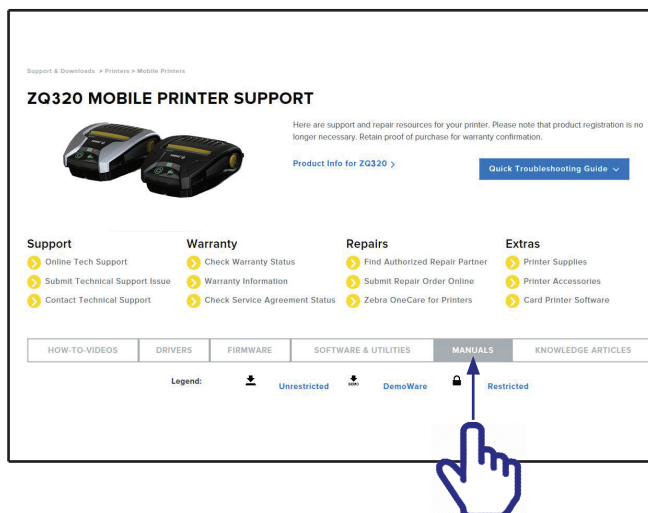 Support & Downloads > Printers > Mobile Printers
ZQ320 MOBILE PRINTER SUPPORT
Here are support and repair resources for your printer. Please note that product registration is no
longer necessary. Retain proof of purchase for warranty confirmation.
Product Info for ZQ320 >
Quick Troubleshooting Guide
Support
Online Tech Support
Submit Technical Support Issue
Contact Technical Support
Warranty
Check Warranty Status
Warranty Information
Check Service Agreement Status
Repairs
Find Authorized Repair Partner
Submit Repair Order Online
Zebra OneCare for Printers
Extras
Printer Supplies
Printer Accessories
Card Printer Software
HOW-TO-VIDEOS DRIVERS FIRMWARE SOFTWARE & UTILITIES MANUALS KNOWLEDGE ARTICLES
Legend: Unrestricted DEMO DemoWare Restricted